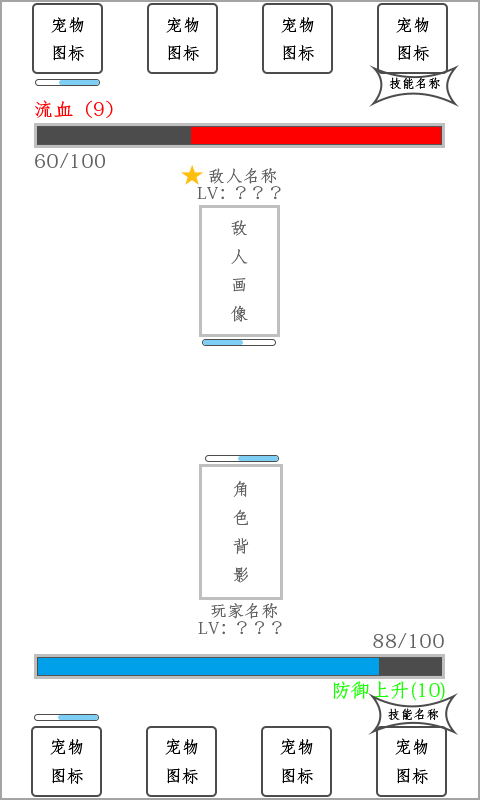 宠物 宠物 宠物 宠物
图标 图标 图标 图标
技能名称
流血（9）
60/100
敌人名称
LV：？？？
敌
人
画
像
角
色
背
影
玩家名称
LV：？？？
88/100
防御上升(10)
技能名称
宠物 宠物 宠物 宠物
图标 图标 图标 图标